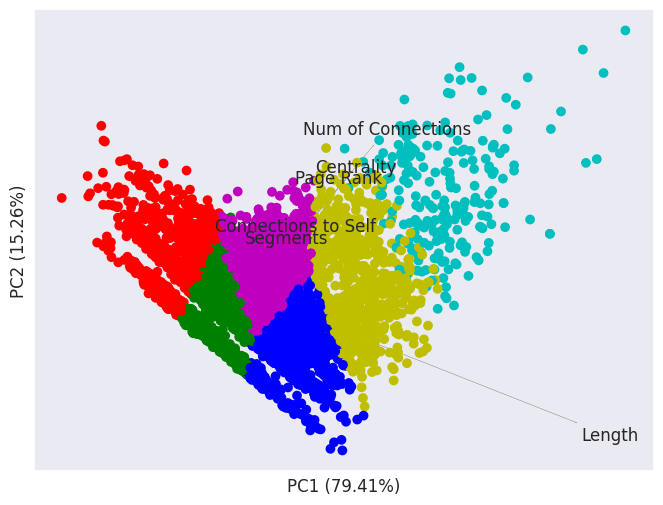 Num of Connections
Centrality
Page Rank
Connections to Self
Segments
Length
PC1 (79.41%)
PC2 (15.26%)